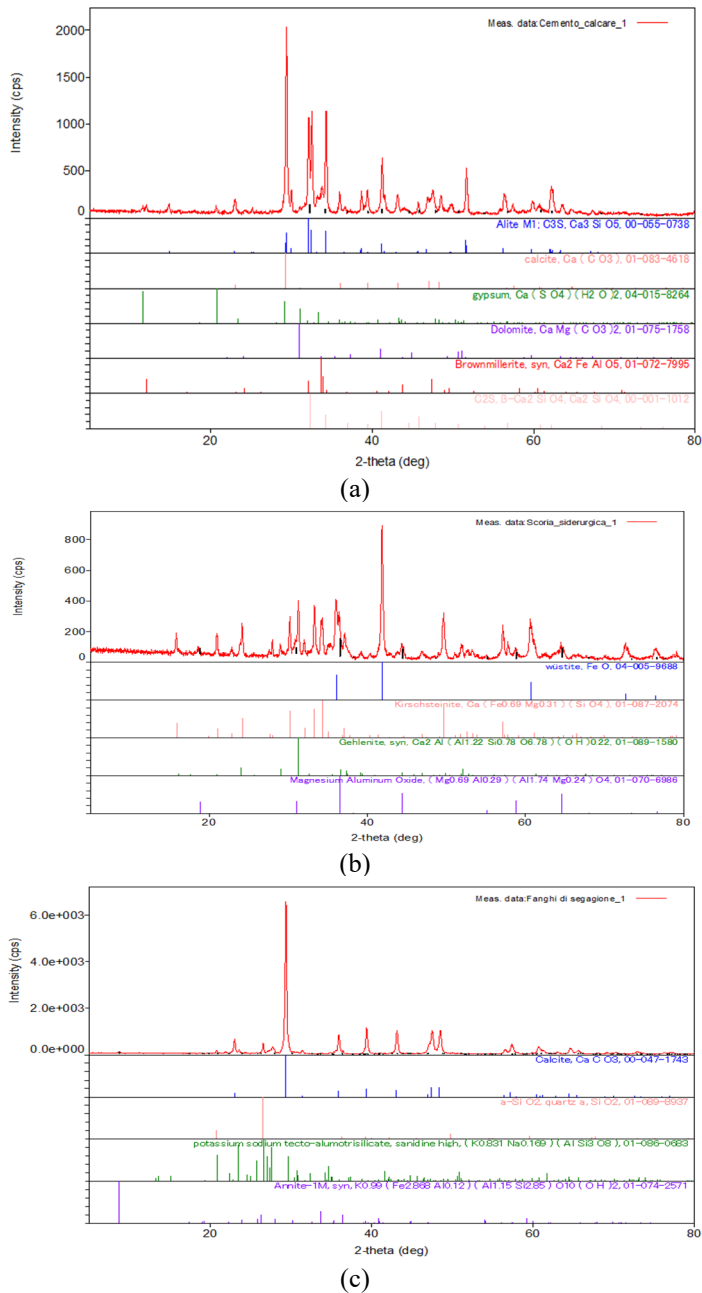 Meas. data:Cemento_calcare_1
2000
1500
1000
500
0
Intensity (cps)
Alite M1; C3S, Ca3 Si O5, 00-055-0738
calcite, Ca ( C O3 ), 01-083-4618
gypsum, Ca ( S O4 ) ( H2 O )2, 04-015-8264
Dolomite, Ca Mg ( C O3 )2, 01-075-1758
Brownmillerite, syn, Ca2 Fe Al O5, 01-072-7995
C2S, B-Ca2 Si O4, Ca2 Si O4, 00-001-1012
20 40 60 80
2-theta (deg)
(a)
Meas. data:Scoria_siderurgica_1
800
600
400
200
0
Intensity (cps)
wüstite, Fe O, 04-005-9688
Kirschsteinite, Ca ( Fe0.69 Mg0.31 ) ( Si O4 ), 01-087-2074
Gehlenite, syn, Ca2 Al ( Al1.22 Si0.78 O6.78 ) ( O H )0.22, 01-089-1580
Magnesium Aluminum Oxide, ( Mg0.69 Al0.29 ) ( Al1.74 Mg0.24 ) O4, 01-070-6986
20 40 60 80
2-theta (deg)
(b)
Meas. data:Fanghi di segagione_1
6.0e+003
4.0e+003
2.0e+003
0.0e+000
Intensity (cps)
Calcite, Ca C O3, 00-047-1743
a-Si O2, quartz a, Si O2, 01-089-8937
potassium sodium tecto-alumotrisilicate, sanidine high, ( K0.831 Na0.169 ) ( Al Si3 O8 ), 01-086-0683
Annite-1M, syn, K0.99 ( Fe2.868 Al0.12 ) ( Al1.15 Si2.85 ) O10 ( O H )2, 01-074-2571
20 40 60 80
2-theta (deg)
(c)